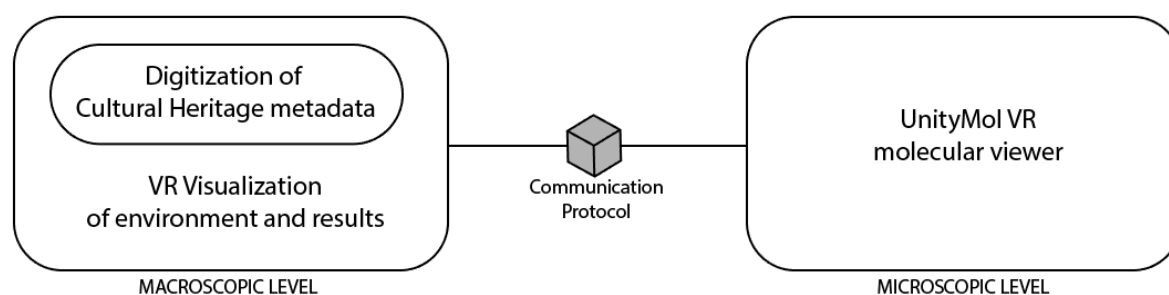 Digitization of
Cultural Heritage metadata
VR Visualization
of environment and results
MACROSCOPIC LEVEL
Communication
Protocol
UnityMol VR
molecular viewer
MICROSCOPIC LEVEL